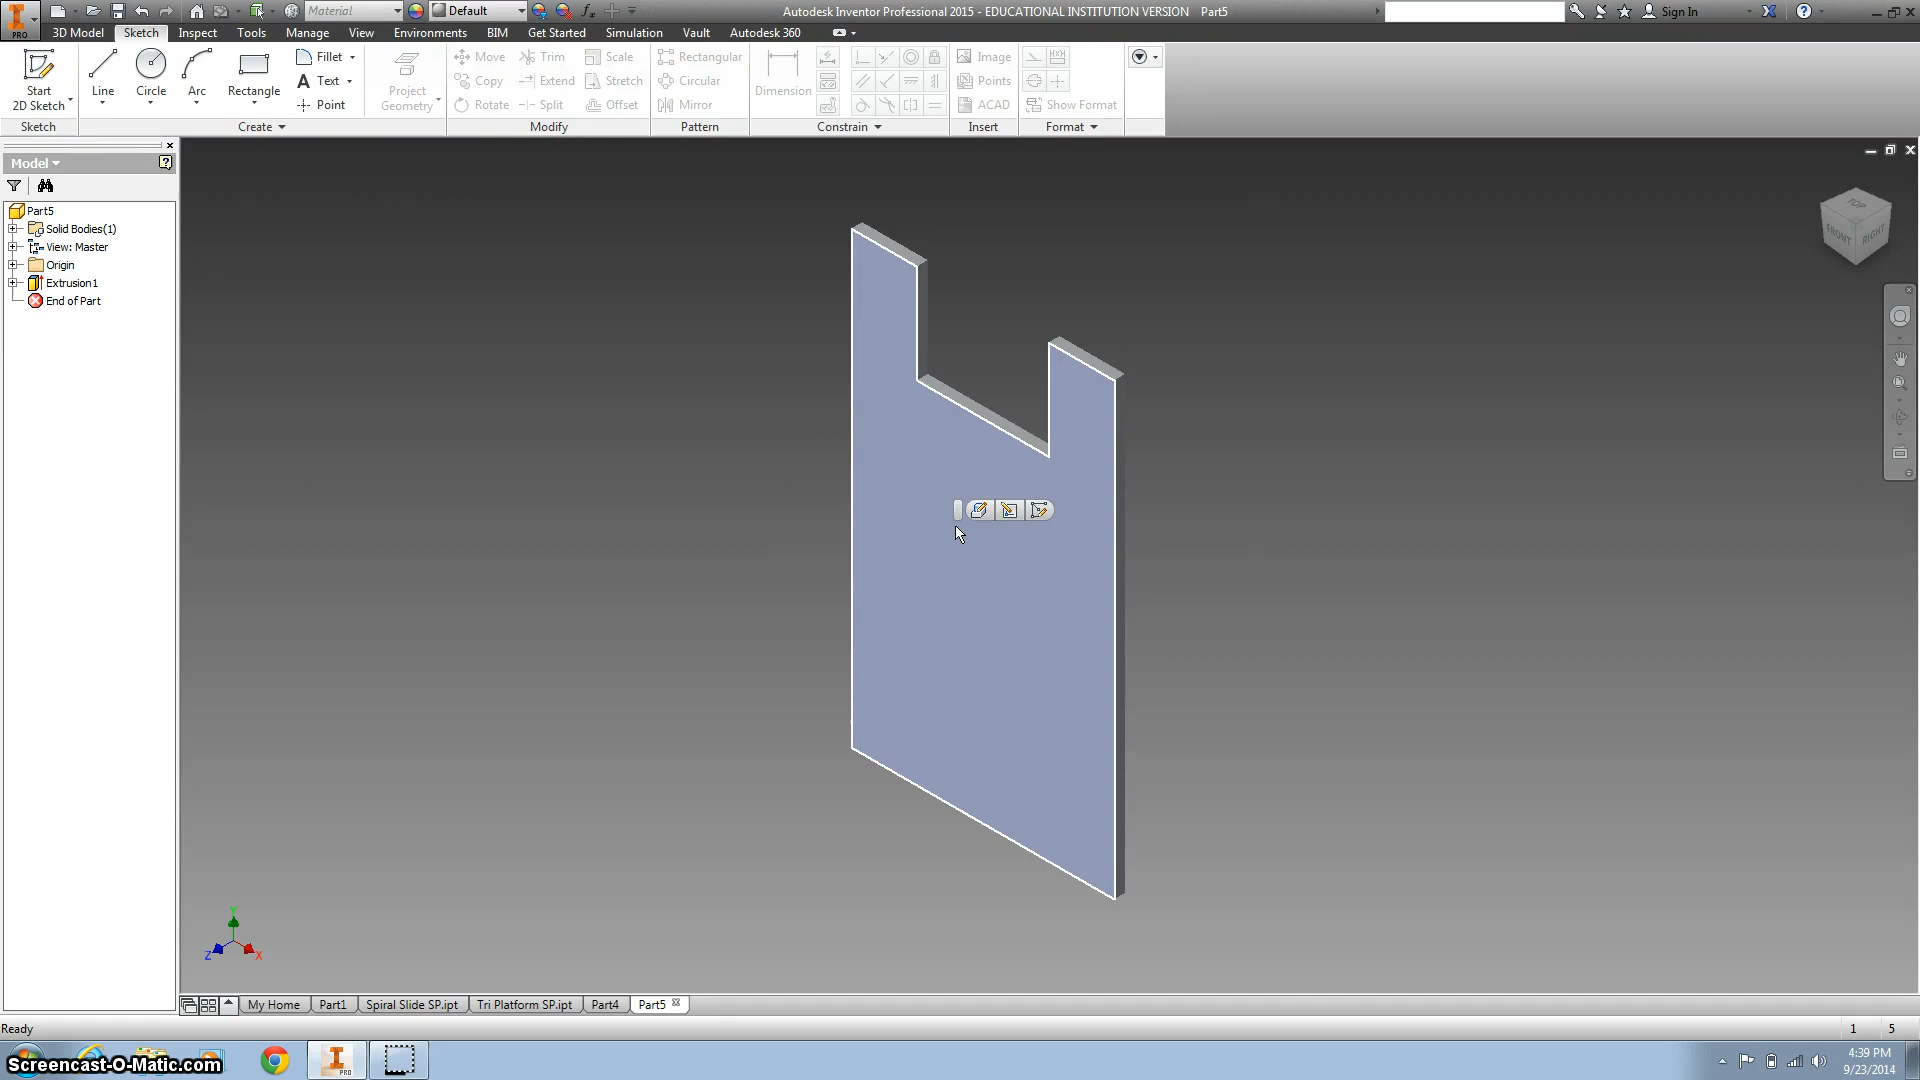 Material
Default
Autodesk Inventor Professional 2015 - EDUCATIONAL INSTITUTION VERSION Part5
Sign In
PRO
3D Model Sketch Inspect Tools Manage View Environments BIM Get Started Simulation Vault Autodesk 360
Start
2D Sketch
Line
Circle
Arc
Rectangle
Fillet
Text
Point
Project
Geometry
Move
Copy
Rotate
Trim
Extend
Split
Scale
Stretch
Offset
Rectangular
Circular
Mirror
Dimension
Image
Points
ACAD
Show Format
Sketch Create Modify Pattern Constrain Insert Format
Model
Part5
Solid Bodies(1)
View: Master
Origin
Extrusion1
End of Part
TOP
FRONT
RIGHT
Y
Z
X
My Home Part1 Spiral Slide SP.ipt Tri Platform SP.ipt Part4 Part5
Ready
1 5
Screencast-O-Matic.com
PRO
4:39 PM
9/23/2014